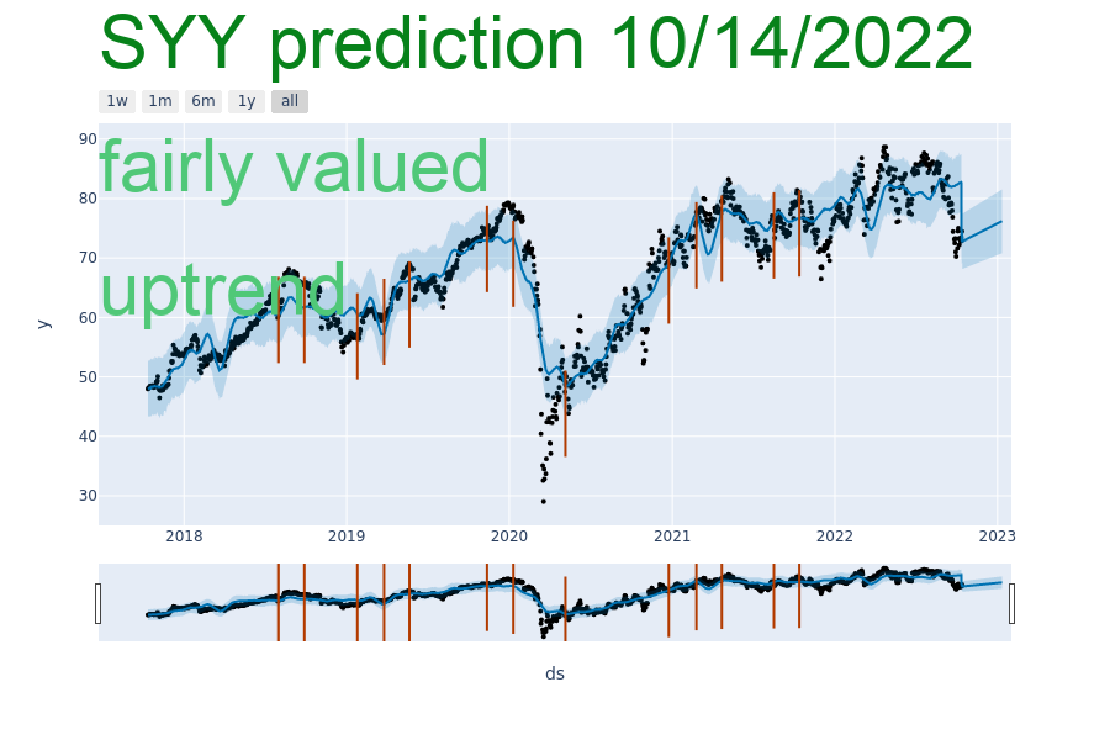 SYY prediction 10/14/2022
1w 1m 6m 1y all
90
fairly valued
80
70
uptrend
60
y
50
40
30
2018 2019 2020 2021 2022 2023
ds